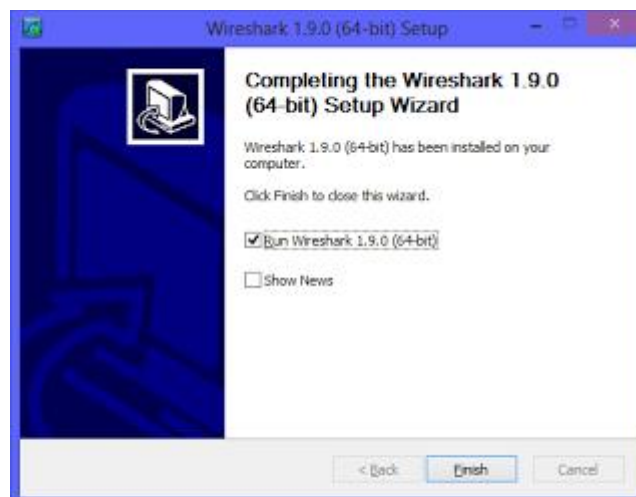 Wireshark 1.9.0 (64-bit) Setup
Completing the Wireshark 1.9.0
(64-bit) Setup Wizard
Wireshark 1.9.0 (64-bit) has been installed on your
computer.
Click Finish to close this wizard.
Run Wireshark 1.9.0 (64-bit)
Show News
< Back Finish Cancel